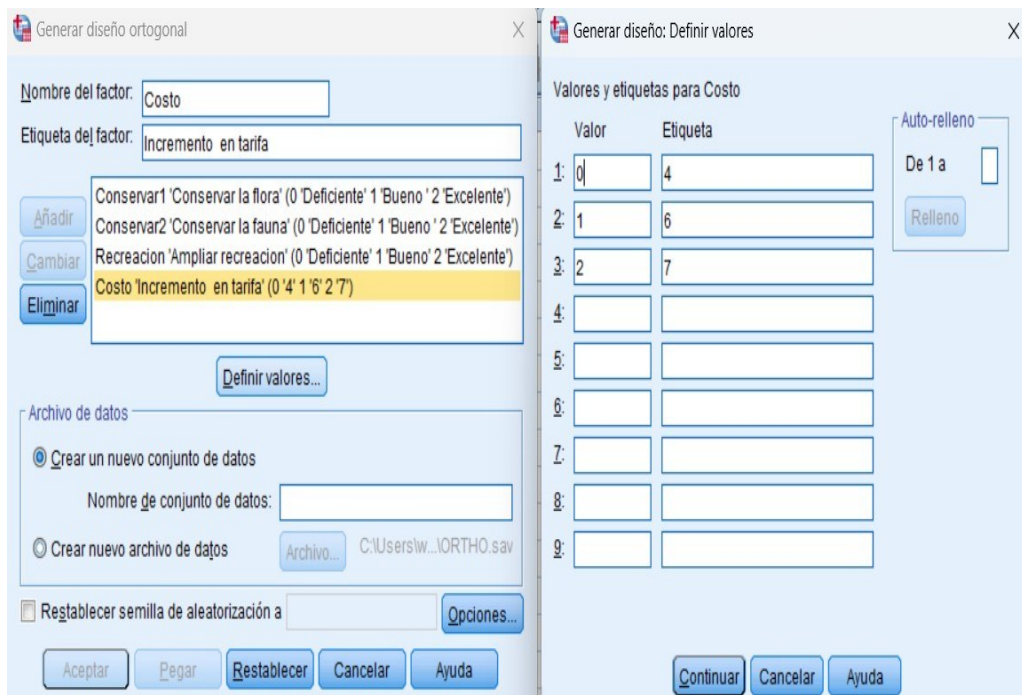 Generar diseño ortogonal
Nombre del factor: Costo
Etiqueta del factor: Incremento en tarifa
Añadir
Cambiar
Eliminar
Conservar1 'Conservar la flora' (0 'Deficiente' 1 'Bueno ' 2 'Excelente')
Conservar2 'Conservar la fauna' (0 'Deficiente' 1 'Bueno ' 2 'Excelente')
Recreacion 'Ampliar recreacion' (0 'Deficiente' 1 'Bueno' 2 'Excelente')
Costo 'Incremento en tarifa' (0 '4' 1 '6' 2 '7')
Definir valores...
Archivo de datos
Crear un nuevo conjunto de datos
Nombre de conjunto de datos:
Crear nuevo archivo de datos
Archivo... C:\Users\w...\ORTHO.sav
Restablecer semilla de aleatorización a
Opciones...
Aceptar Pegar Restablecer Cancelar Ayuda
Generar diseño: Definir valores
Valores y etiquetas para Costo
Valor Etiqueta
1: 0 4
2: 1 6
3: 2 7
4:
5:
6:
7:
8:
9:
Auto-relleno
De 1 a
Relleno
Continuar Cancelar Ayuda